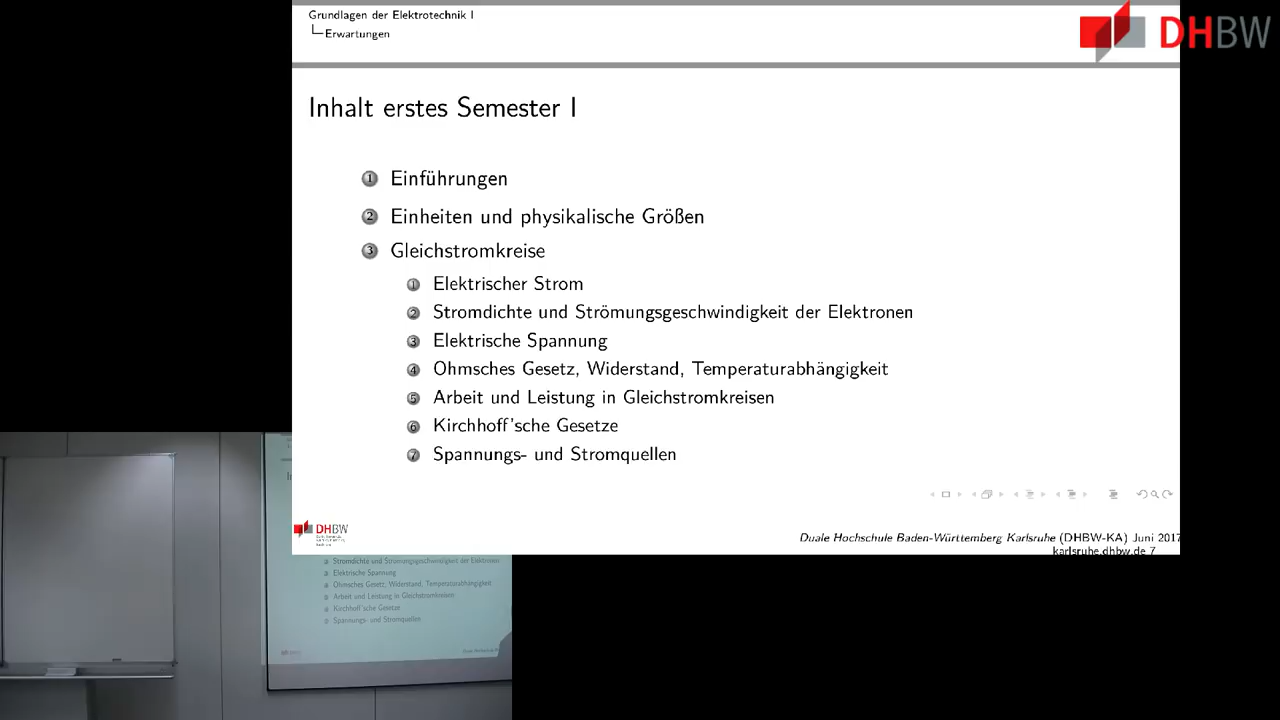 Grundlagen der Elektrotechnik I
Erwartungen
DHBW
Inhalt erstes Semester I
1 Einführungen
2 Einheiten und physikalische Größen
3 Gleichstromkreise
1 Elektrischer Strom
2 Stromdichte und Strömungsgeschwindigkeit der Elektronen
3 Elektrische Spannung
4 Ohmsches Gesetz, Widerstand, Temperaturabhängigkeit
5 Arbeit und Leistung in Gleichstromkreisen
6 Kirchhoff'sche Gesetze
7 Spannungs- und Stromquellen
DHBW
Duale Hochschule Baden-Württemberg Karlsruhe (DHBW-KA) Juni 2017
karlsruhe.dhbw.de 7
Stromdichte und Strömungsgeschwindigkeit der Elektronen
Elektrische Spannung
Ohmsches Gesetz, Widerstand, Temperaturabhängigkeit
Arbeit und Leistung in Gleichstromkreisen
Kirchhoff'sche Gesetze
Spannungs- und Stromquellen